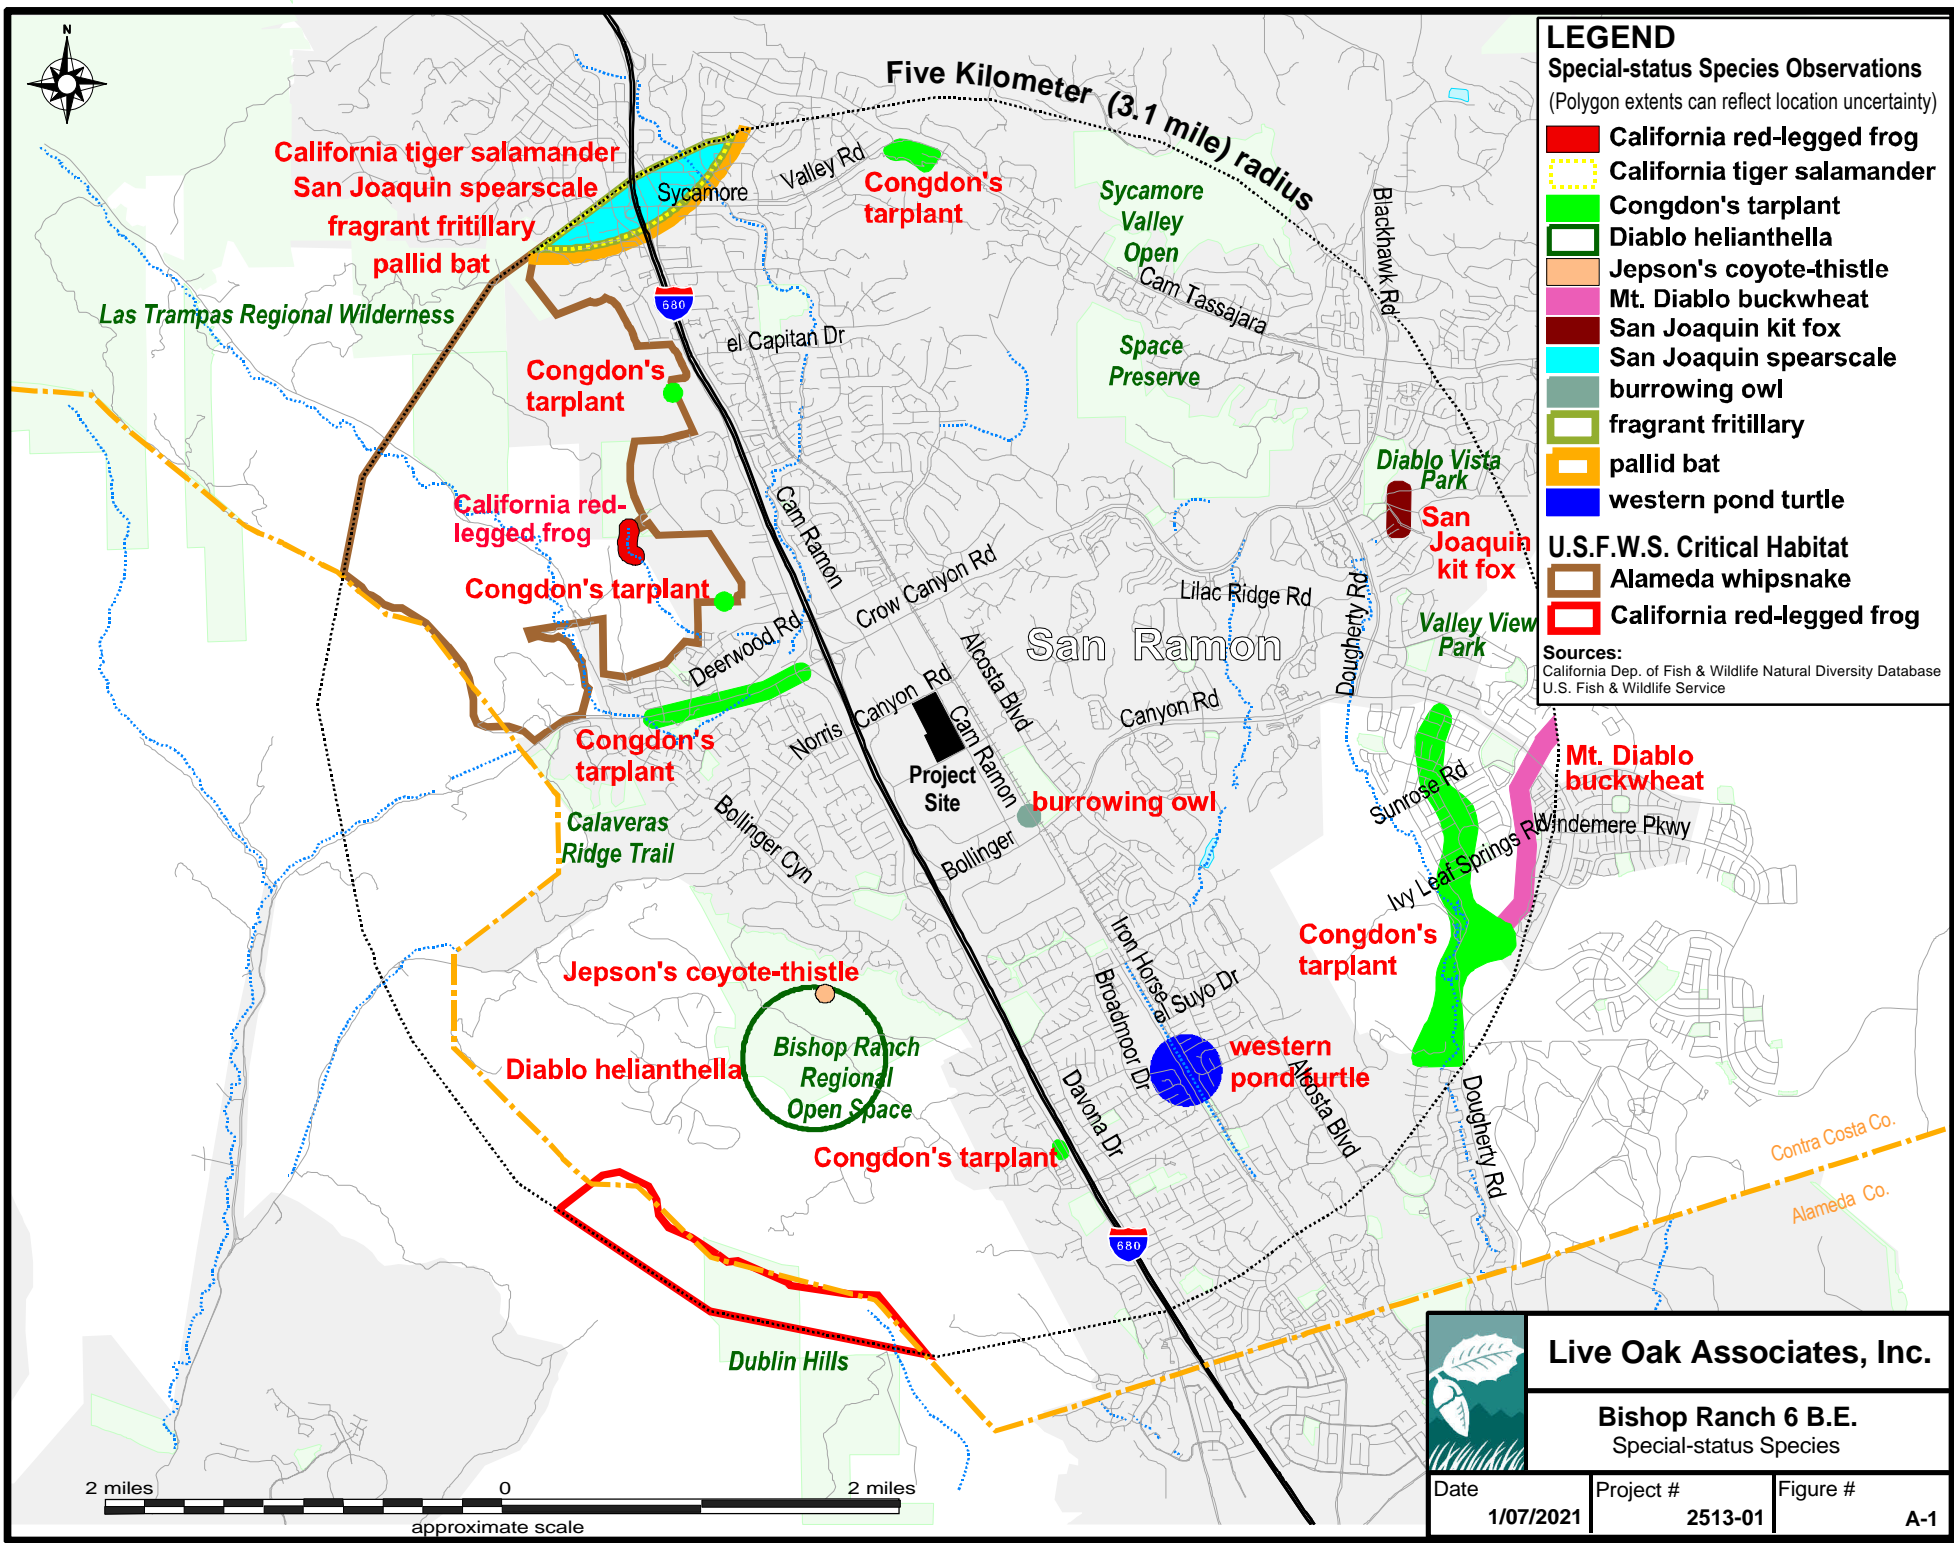 N
Five Kilometer (3.1 mile) radius
California tiger salamander
San Joaquin spearscale
fragrant fritillary
pallid bat
Sycamore
Valley Rd
Congdon's
tarplant
Sycamore
Valley
Open
Space
Preserve
Blackhawk Rd
Cam Tassajara
Las Trampas Regional Wilderness
680
el Capitan Dr
Congdon's
tarplant
California red-
legged frog
Congdon's tarplant
Cam Ramon
Crow Canyon Rd
Deerwood Rd
Diablo Vista
Park
San
Joaquin
kit fox
Lilac Ridge Rd
Dougherty Rd
Valley View
Park
San Ramon
Alcosta Blvd
Norris Canyon Rd
Canyon Rd
Cam Ramon
Project
Site
Congdon's
tarplant
burrowing owl
Bollinger
Bollinger Cyn
Calaveras
Ridge Trail
Sunrose Rd
Mt. Diablo
buckwheat
Windemere Pkwy
Ivy Leaf Springs Rd
Congdon's
tarplant
Jepson's coyote-thistle
Iron Horse
el Suyo Dr
Broadmoor Dr
Bishop Ranch
Regional
Open Space
Diablo helianthella
western
pond turtle
Alcosta Blvd
Davona Dr
Dougherty Rd
Congdon's tarplant
Contra Costa Co.
Alameda Co.
680
Dublin Hills
2 miles 0 2 miles
approximate scale
LEGEND
Special-status Species Observations
(Polygon extents can reflect location uncertainty)
California red-legged frog
California tiger salamander
Congdon's tarplant
Diablo helianthella
Jepson's coyote-thistle
Mt. Diablo buckwheat
San Joaquin kit fox
San Joaquin spearscale
burrowing owl
fragrant fritillary
pallid bat
western pond turtle
U.S.F.W.S. Critical Habitat
Alameda whipsnake
California red-legged frog
Sources:
California Dep. of Fish & Wildlife Natural Diversity Database
U.S. Fish & Wildlife Service
Live Oak Associates, Inc.
Bishop Ranch 6 B.E.
Special-status Species
Date
1/07/2021
Project #
2513-01
Figure #
A-1